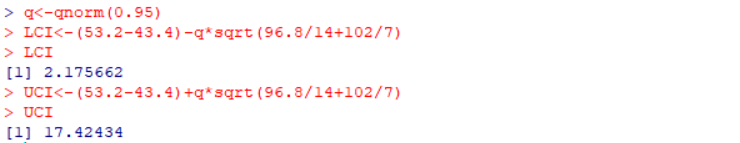 > q<-qnorm(0.95)
> LCI<-(53.2-43.4)-q*sqrt(96.8/14+102/7)
> LCI
[1] 2.175662
> UCI<-(53.2-43.4)+q*sqrt(96.8/14+102/7)
> UCI
[1] 17.42434